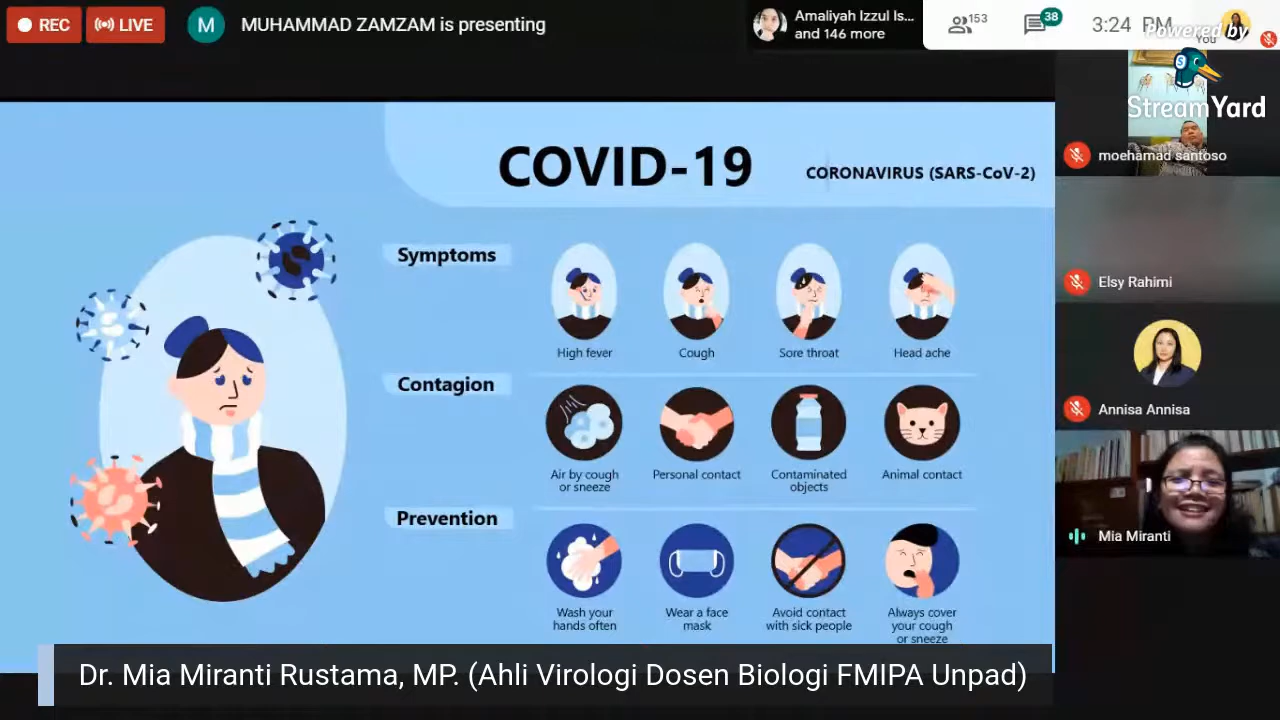 REC
LIVE
M
MUHAMMAD ZAMZAM is presenting
Amaliyah Izzul Is...
and 146 more
153
38
3:24 PM
You
Powered by
S
StreamYard
moehamad santoso
Elsy Rahimi
Annisa Annisa
Mia Miranti
COVID-19
CORONAVIRUS (SARS-CoV-2)
Symptoms
High fever
Cough
Sore throat
Head ache
Contagion
Air by cough
or sneeze
Personal contact
Contaminated
objects
Animal contact
Prevention
Wash your
hands often
Wear a face
mask
Avoid contact
with sick people
Always cover
your cough
or sneeze
Dr. Mia Miranti Rustama, MP. (Ahli Virologi Dosen Biologi FMIPA Unpad)